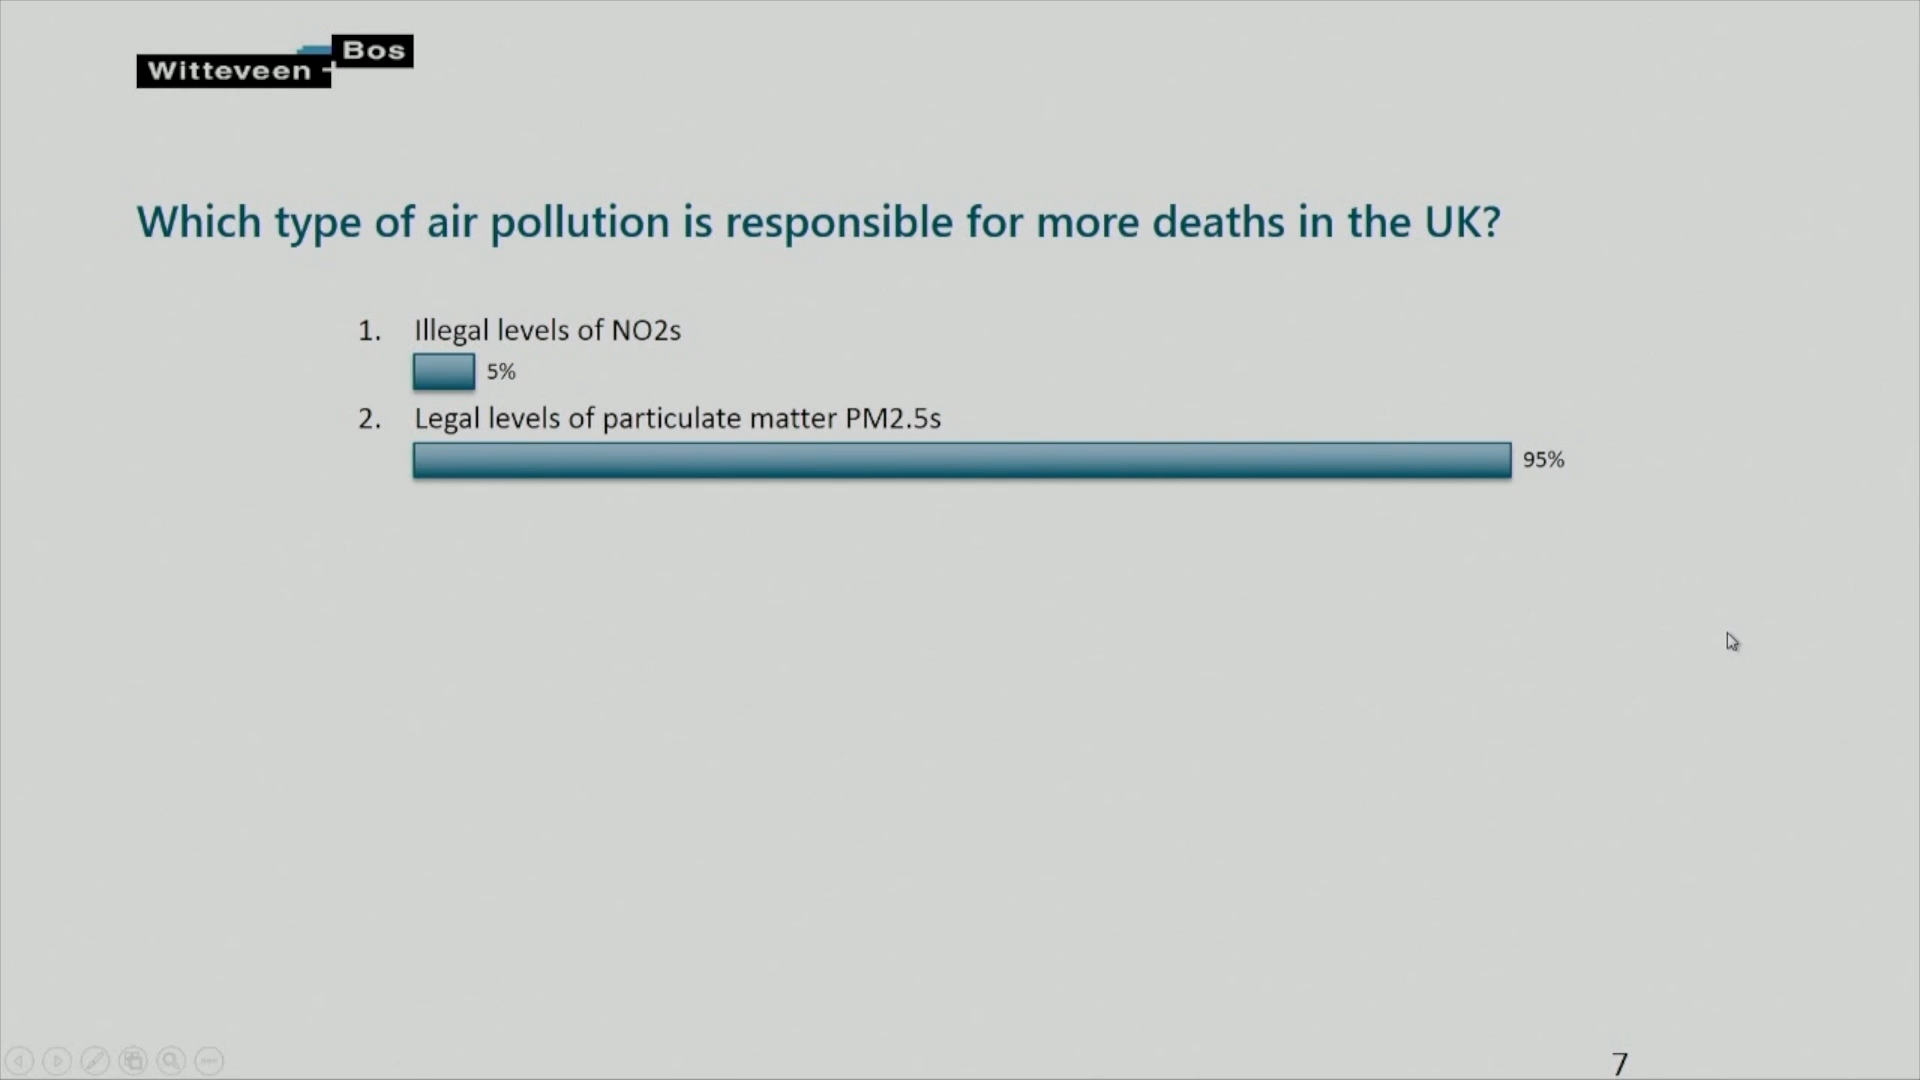 Witteveen + Bos
Which type of air pollution is responsible for more deaths in the UK?
1. Illegal levels of NO2s
5%
2. Legal levels of particulate matter PM2.5s
95%
7